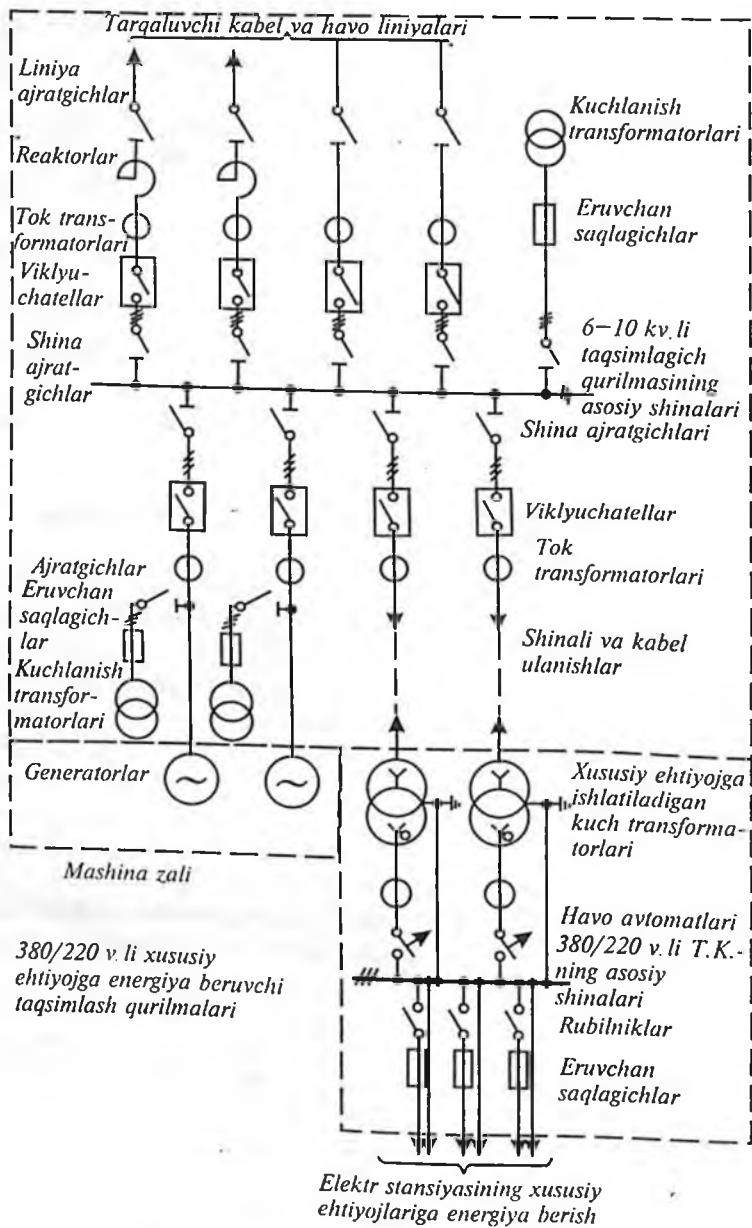 Tarqaluvchi kabel va havo liniyalari
Liniya
ajratgichlar
Reaktorlar
Tok trans-
formatorlari
Viklyu-
chatellar
Shina
ajrat-
gichlar
Kuchlanish
transformatorlari
Eruvchan
saqlagichlar
6–10 kv.li
taqsimlagich
qurilmasining
asosiy shinalari
Shina ajratgichlari
Viklyuchatellar
Tok
transformatorlari
Ajratgichlar
Eruvchan
saqlagich-
lar
Kuchlanish
transfor-
matorlari
Shinali va kabel
ulanishlar
Generatorlar
Mashina zali
Xususiy ehtiyojga
ishlatiladigan
kuch transforma-
torlari
380/220 v.li xususiy
ehtiyojga energiya beruvchi
taqsimlash qurilmalari
Havo avtomatlari
380/220 v.li T.K.-
ning asosiy
shinalari
Rubilniklar
Eruvchan
saqlagichlar
Elektr stansiyasining xususiy
ehtiyojlariga energiya berish